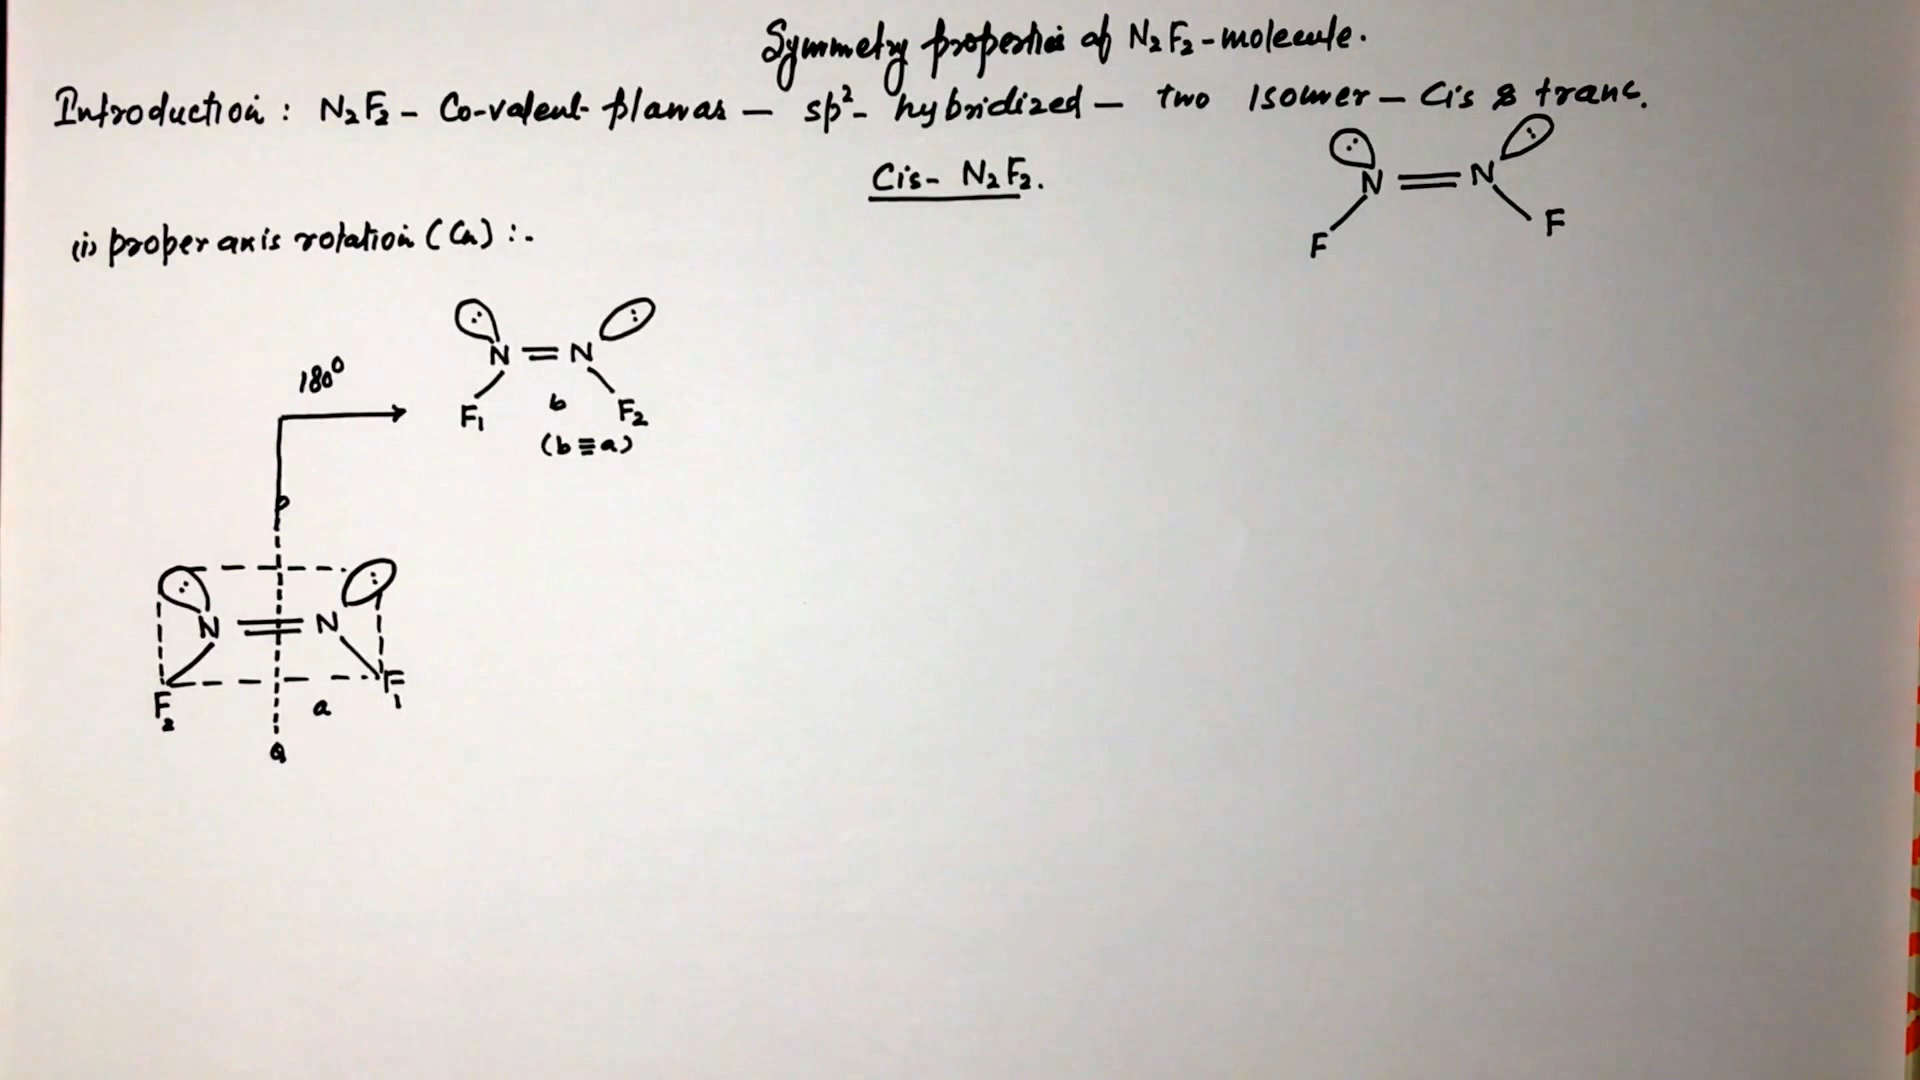 Symmetry properties of N₂F₂-molecule.
Introduction : N₂F₂ - Co-valent planar - sp²- hybridized - two Isomer - Cis & tranc.
Cis- N₂F₂.
N = N
F F
(i) proper axis rotation (Cn) :-
N = N
180°
F₁ b F₂
(b ≡ a)
P
N = N
F₂ F₁
a
Q